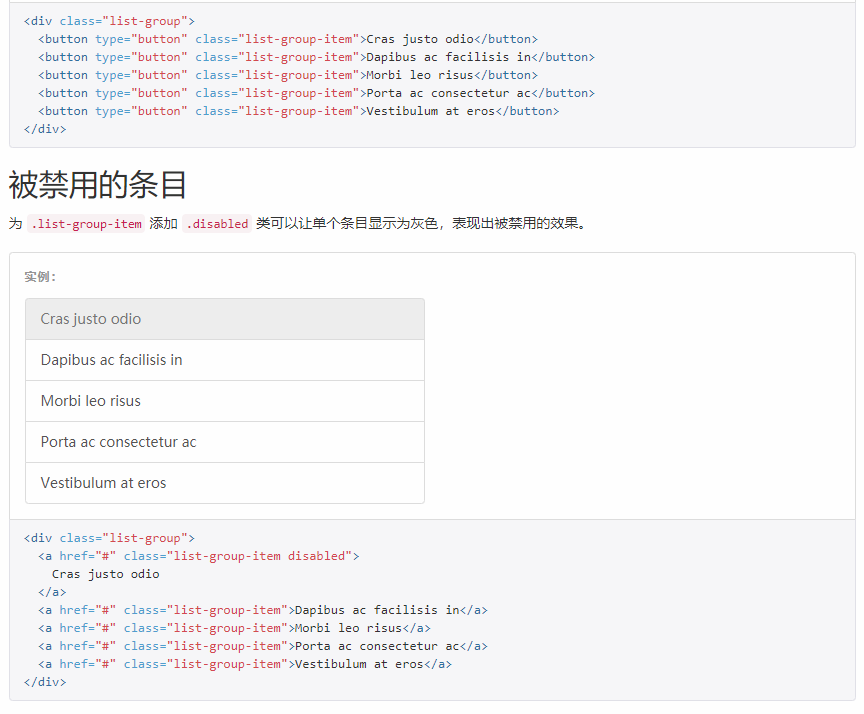 <div class="list-group">
  <button type="button" class="list-group-item">Cras justo odio</button>
  <button type="button" class="list-group-item">Dapibus ac facilisis in</button>
  <button type="button" class="list-group-item">Morbi leo risus</button>
  <button type="button" class="list-group-item">Porta ac consectetur ac</button>
  <button type="button" class="list-group-item">Vestibulum at eros</button>
</div>
被禁用的条目
为 .list-group-item 添加 .disabled 类可以让单个条目显示为灰色，表现出被禁用的效果。
实例：
Cras justo odio
Dapibus ac facilisis in
Morbi leo risus
Porta ac consectetur ac
Vestibulum at eros
<div class="list-group">
  <a href="#" class="list-group-item disabled">
    Cras justo odio
  </a>
  <a href="#" class="list-group-item">Dapibus ac facilisis in</a>
  <a href="#" class="list-group-item">Morbi leo risus</a>
  <a href="#" class="list-group-item">Porta ac consectetur ac</a>
  <a href="#" class="list-group-item">Vestibulum at eros</a>
</div>